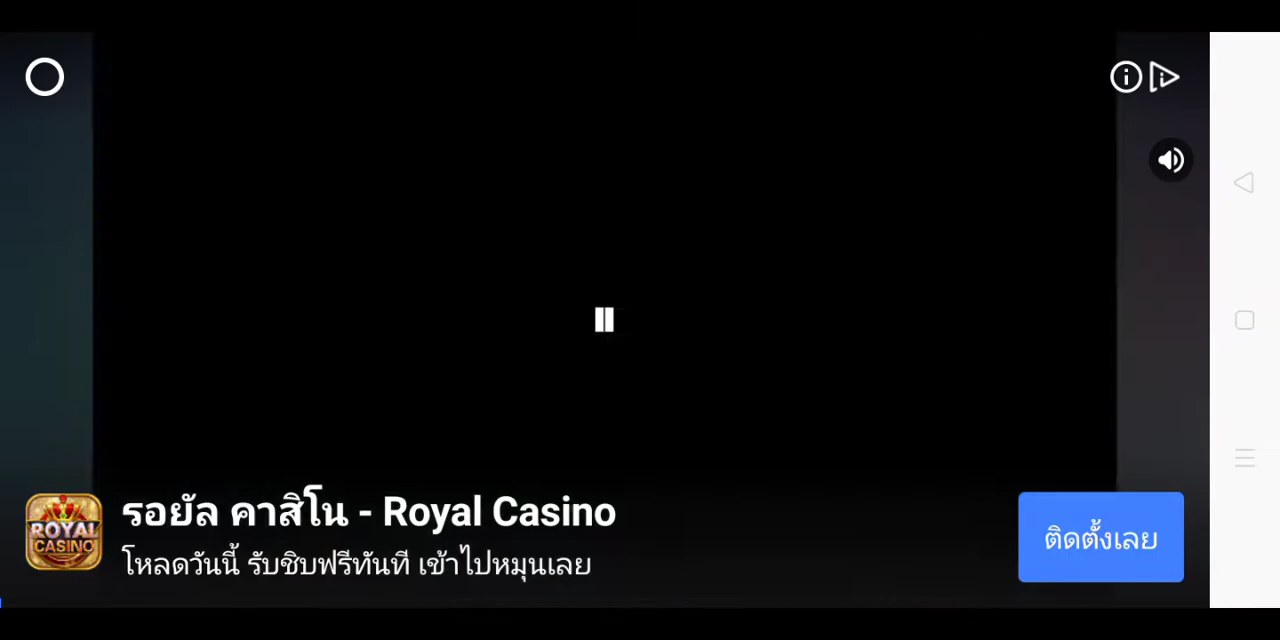 รอยัล คาสิโน - Royal Casino
ROYAL
CASINO
โหลดวันนี้ รับชิบฟรีทันที เข้าไปหมุนเลย
ติดตั้งเลย